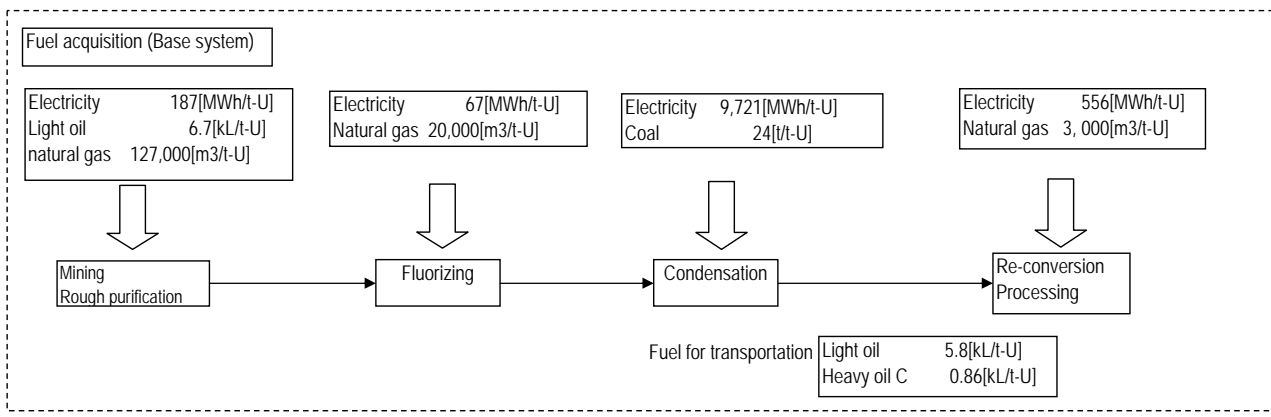 Fuel acquisition (Base system)
Electricity 187[MWh/t-U]
Light oil 6.7[kL/t-U]
natural gas 127,000[m3/t-U]
Electricity 67[MWh/t-U]
Natural gas 20,000[m3/t-U]
Electricity 9,721[MWh/t-U]
Coal 24[t/t-U]
Electricity 556[MWh/t-U]
Natural gas 3, 000[m3/t-U]
Mining
Rough purification
Fluorizing
Condensation
Re-conversion
Processing
Fuel for transportation
Light oil 5.8[kL/t-U]
Heavy oil C 0.86[kL/t-U]